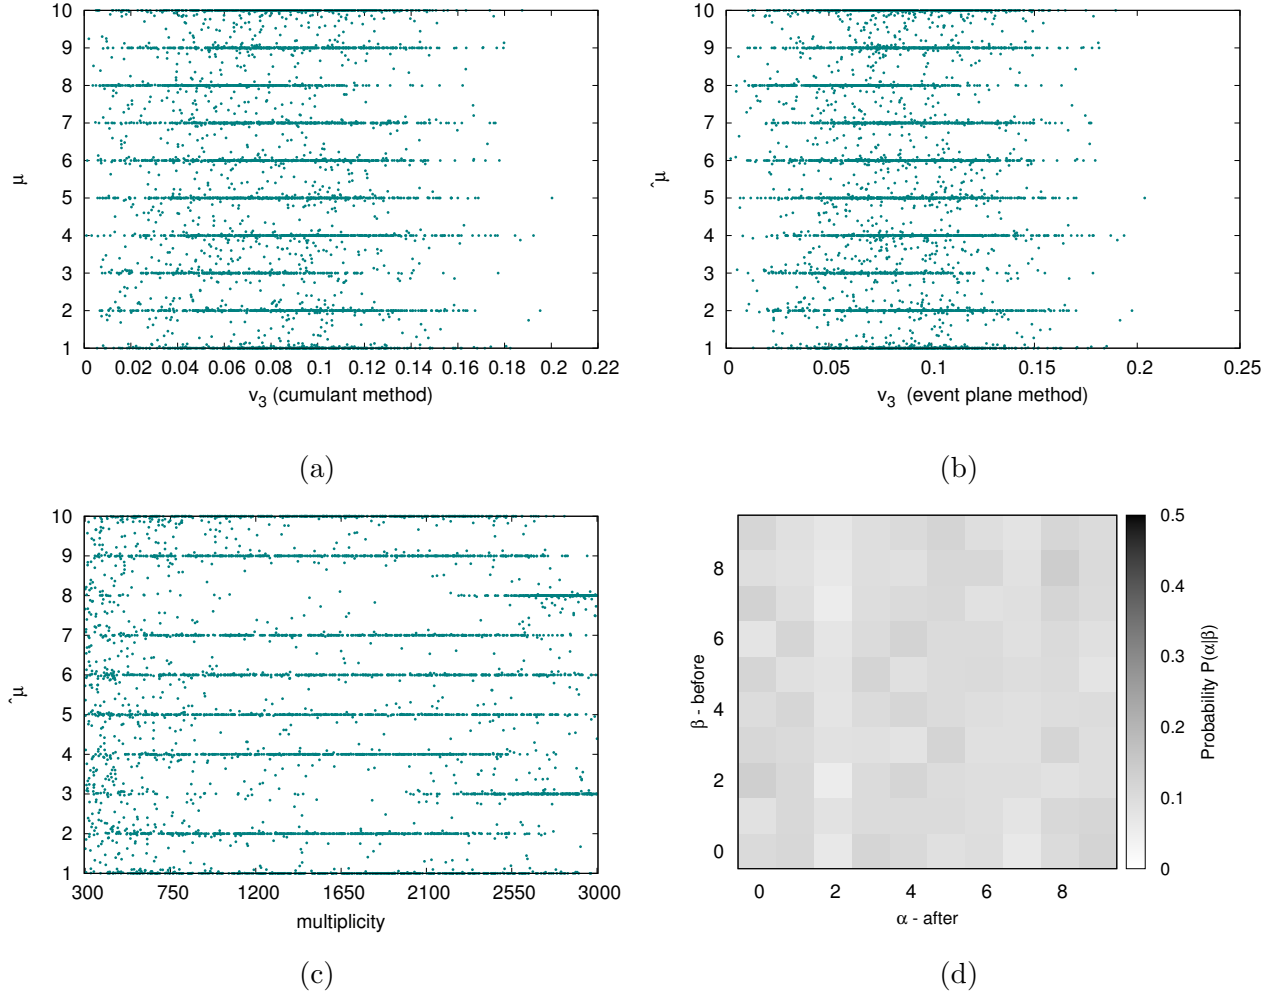 10
9
8
7
6
5
4
3
2
1
μ
0 0.02 0.04 0.06 0.08 0.1 0.12 0.14 0.16 0.18 0.2 0.22
v3 (cumulant method)
(a)
10
9
8
7
6
5
4
3
2
1
^μ
0 0.05 0.1 0.15 0.2 0.25
v3 (event plane method)
(b)
10
9
8
7
6
5
4
3
2
1
^μ
300 750 1200 1650 2100 2550 3000
multiplicity
(c)
8
6
4
2
0
β - before
0 2 4 6 8
α - after
0.5
0.4
0.3
0.2
0.1
0
Probability P(α|β)
(d)